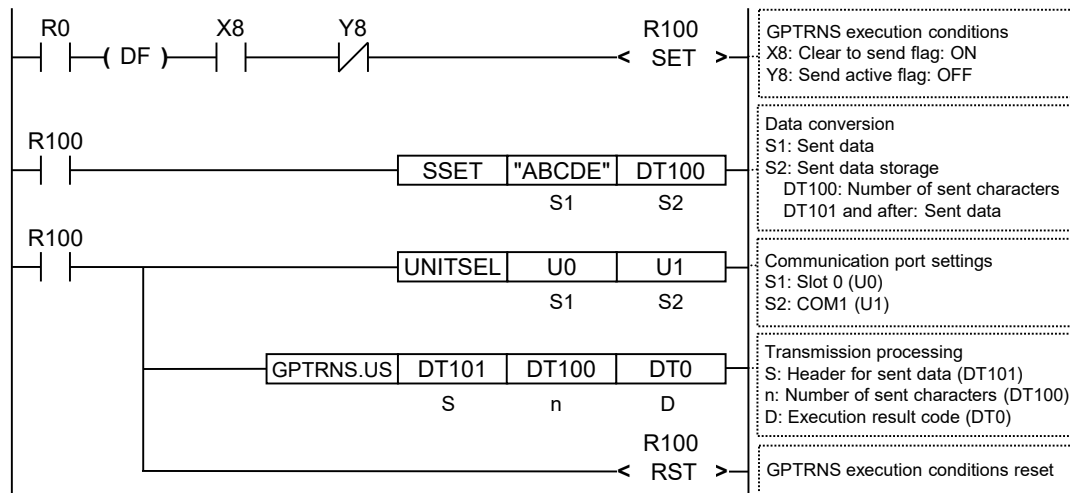 R0 X8 Y8 R100
( DF ) < SET >
GPTRNS execution conditions
X8: Clear to send flag: ON
Y8: Send active flag: OFF
R100
SSET "ABCDE" DT100
S1 S2
Data conversion
S1: Sent data
S2: Sent data storage
DT100: Number of sent characters
DT101 and after: Sent data
R100
UNITSEL U0 U1
S1 S2
Communication port settings
S1: Slot 0 (U0)
S2: COM1 (U1)
GPTRNS.US DT101 DT100 DT0
S n D
Transmission processing
S: Header for sent data (DT101)
n: Number of sent characters (DT100)
D: Execution result code (DT0)
R100
< RST >
GPTRNS execution conditions reset